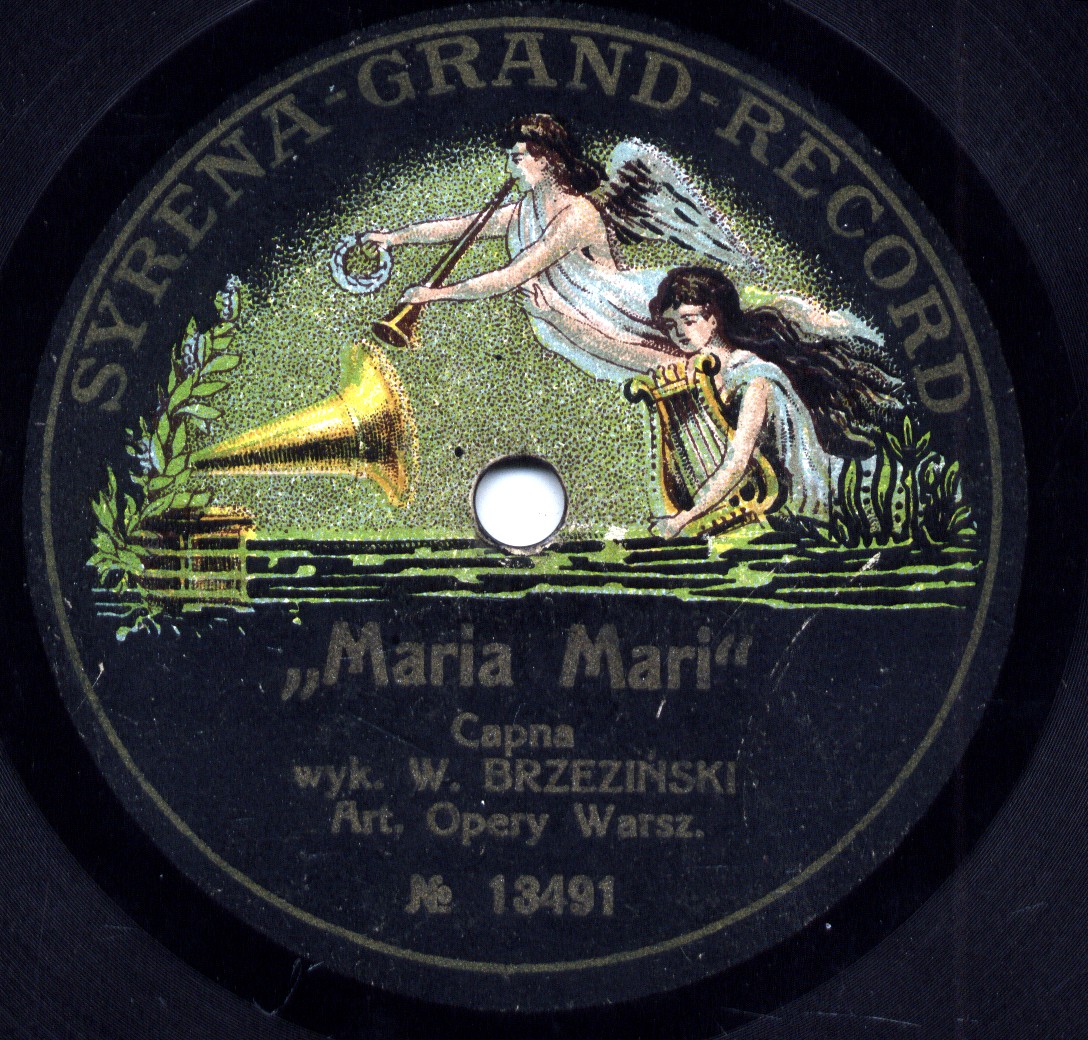 SYRENA-GRAND-RECORD
„Maria Mari“
Capna
wyk. W. BRZEZIŃSKI
Art. Opery Warsz.
№ 13491